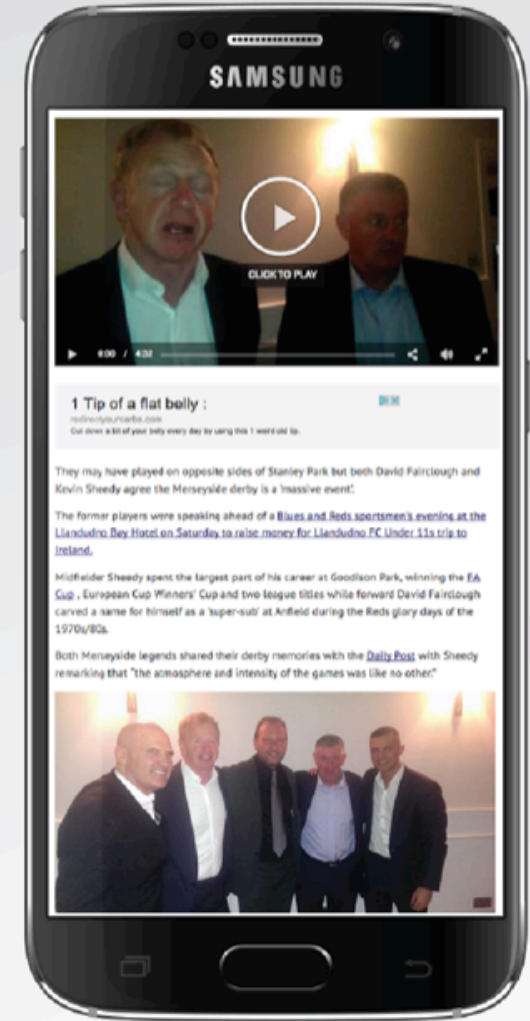 SAMSUNG
CLICK TO PLAY
0:00 / 4:32
1 Tip of a flat belly :
redirectyourcarbs.com
Cut down a bit of your belly every day by using this 1 weird old tip.
They may have played on opposite sides of Stanley Park but both David Fairclough and
Kevin Sheedy agree the Merseyside derby is a 'massive event'.
The former players were speaking ahead of a Blues and Reds sportsmen's evening at the
Llandudno Bay Hotel on Saturday to raise money for Llandudno FC Under 11s trip to
Ireland.
Midfielder Sheedy spent the largest part of his career at Goodison Park, winning the FA
Cup , European Cup Winners' Cup and two league titles while forward David Fairclough
carved a name for himself as a 'super-sub' at Anfield during the Reds glory days of the
1970s/80s.
Both Merseyside legends shared their derby memories with the Daily Post with Sheedy
remarking that "the atmosphere and intensity of the games was like no other."